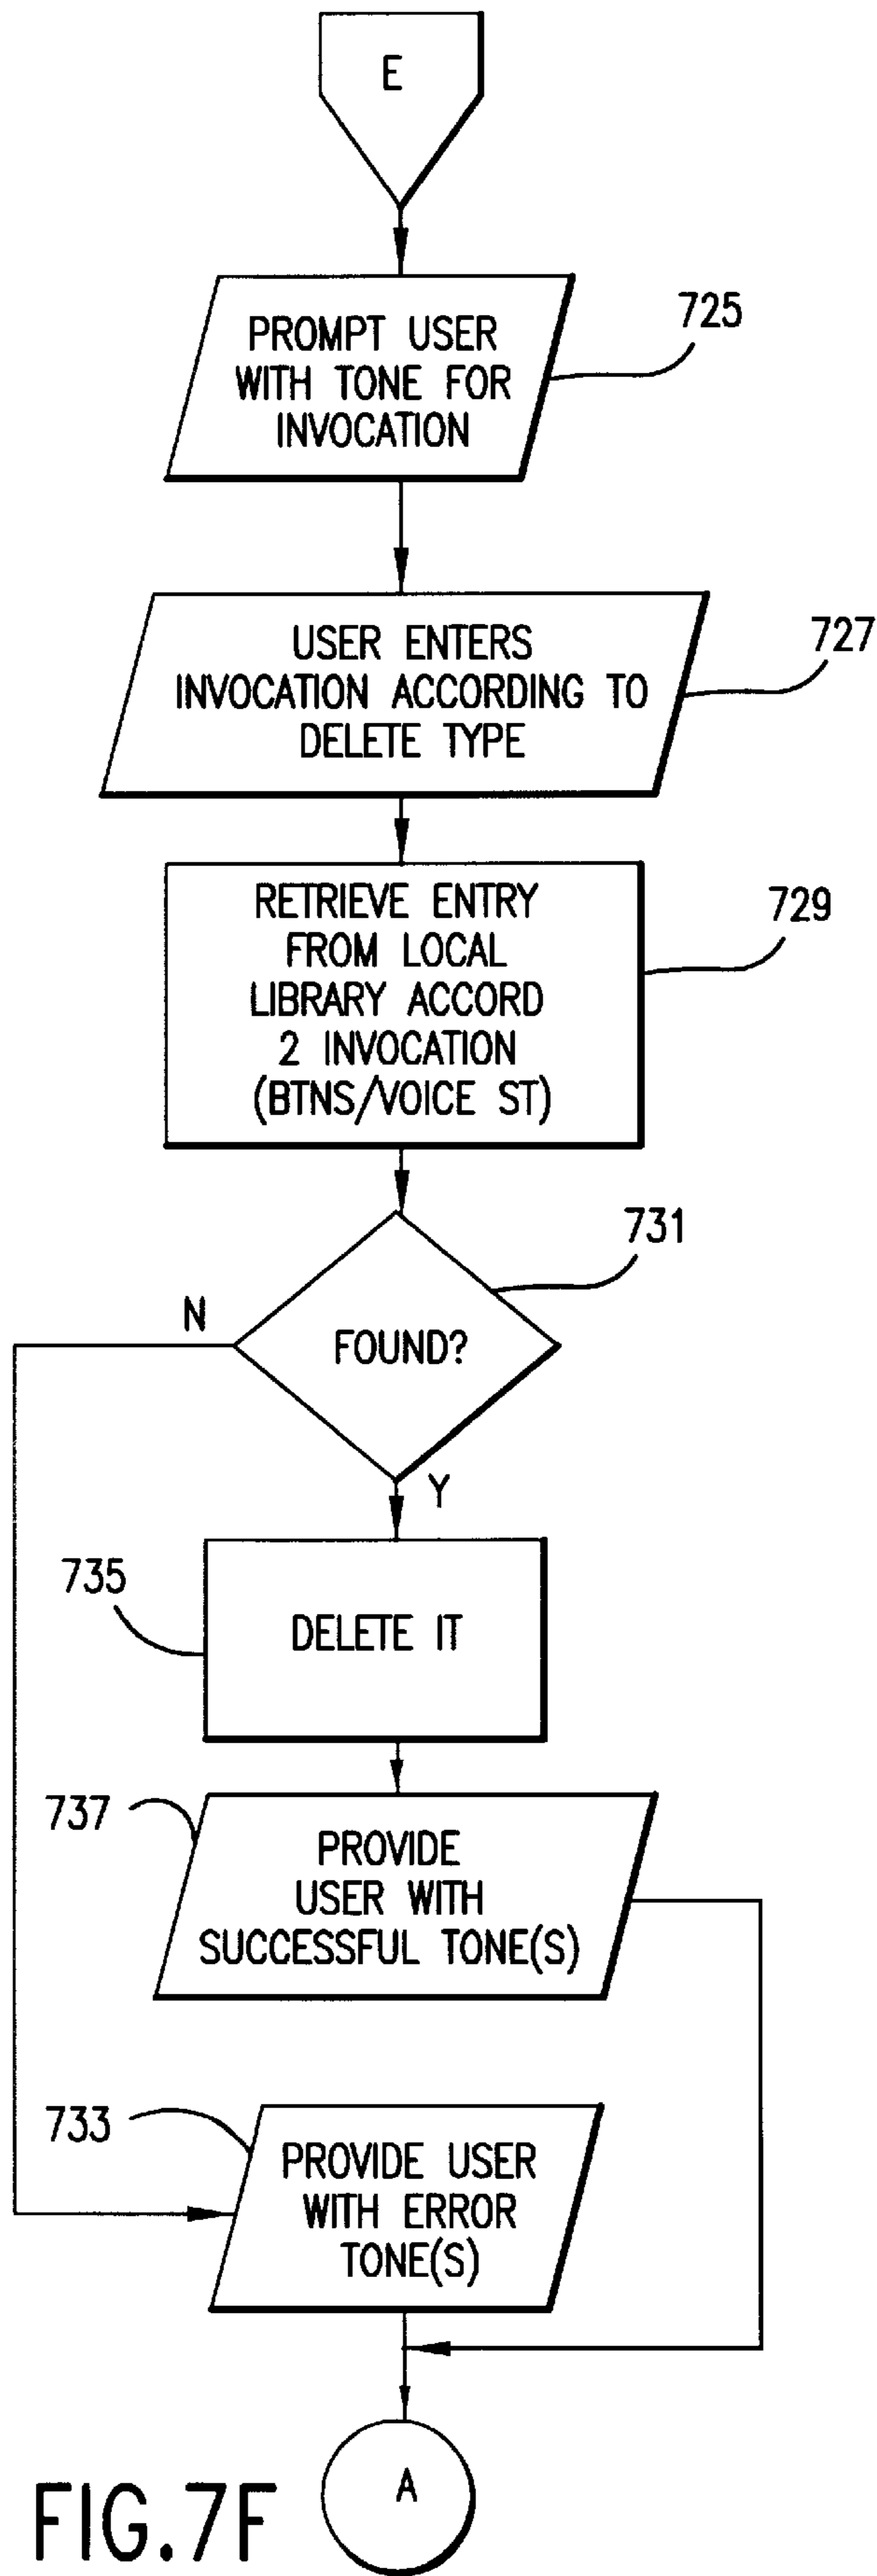 E
PROMPT USER
WITH TONE FOR
INVOCATION
725
USER ENTERS
INVOCATION ACCORDING TO
DELETE TYPE
727
RETRIEVE ENTRY
FROM LOCAL
LIBRARY ACCORD
2 INVOCATION
(BTNS/VOICE ST)
729
731
N
FOUND?
Y
735
DELETE IT
737
PROVIDE
USER WITH
SUCCESSFUL TONE(S)
733
PROVIDE USER
WITH ERROR
TONE(S)
A
FIG.7F